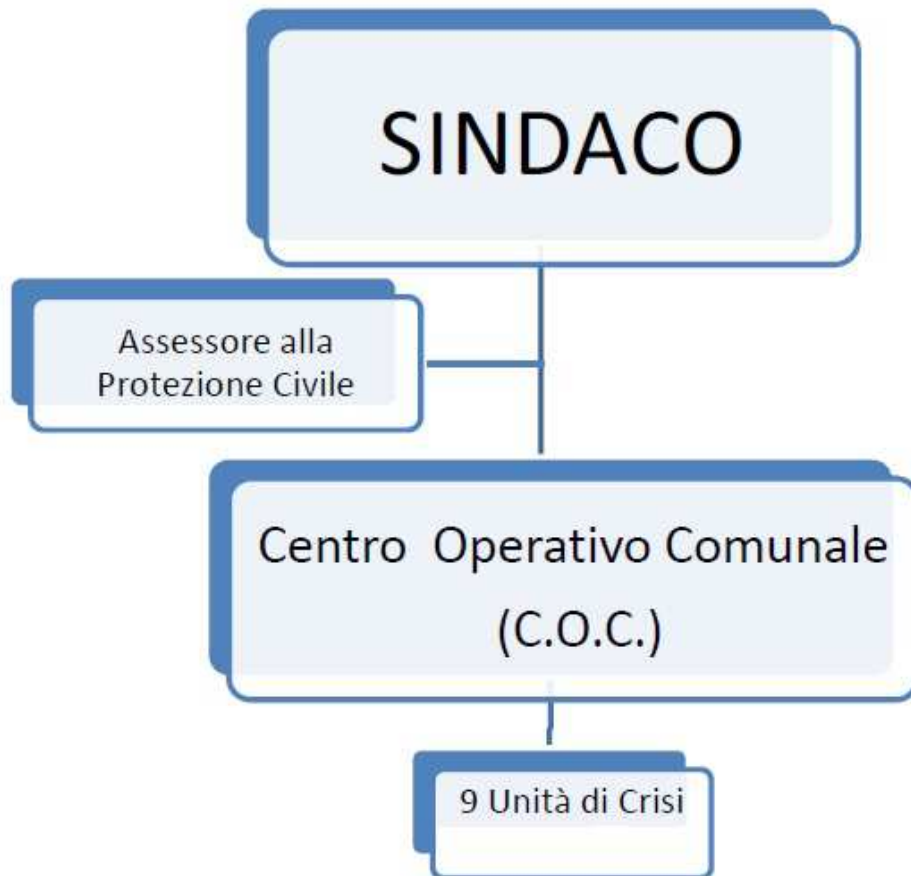 SINDACO
Assessore alla
Protezione Civile
Centro Operativo Comunale
(C.O.C.)
9 Unità di Crisi